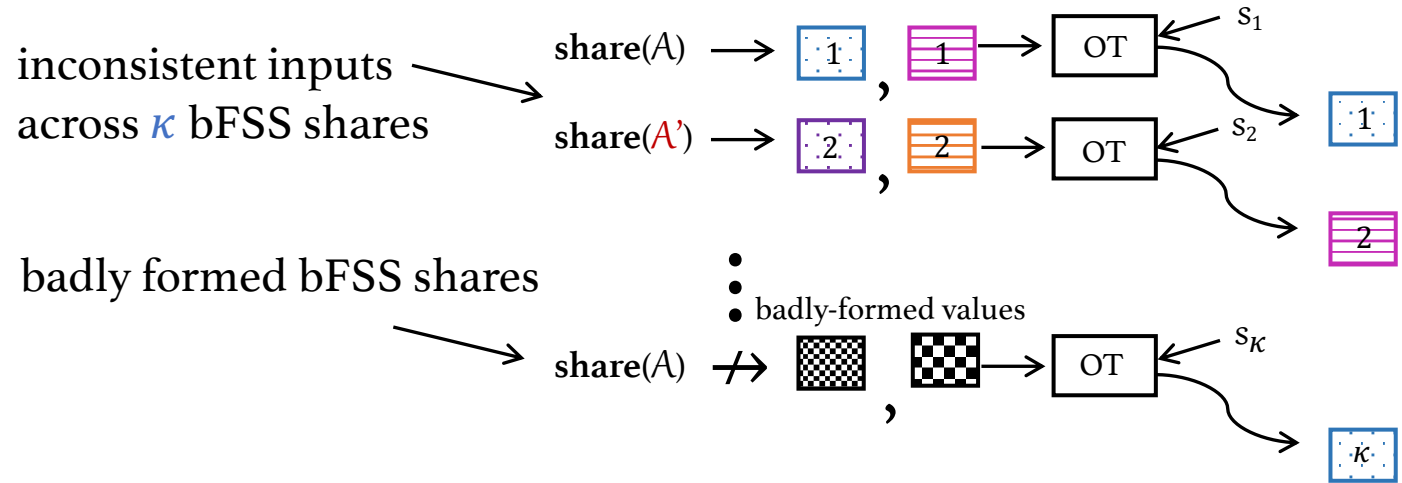 share(A) 1 , 1 OT s₁
inconsistent inputs
across κ bFSS shares
1
share(A') 2 , 2 OT s₂
2
badly formed bFSS shares
badly-formed values
share(A) , OT sκ
κ